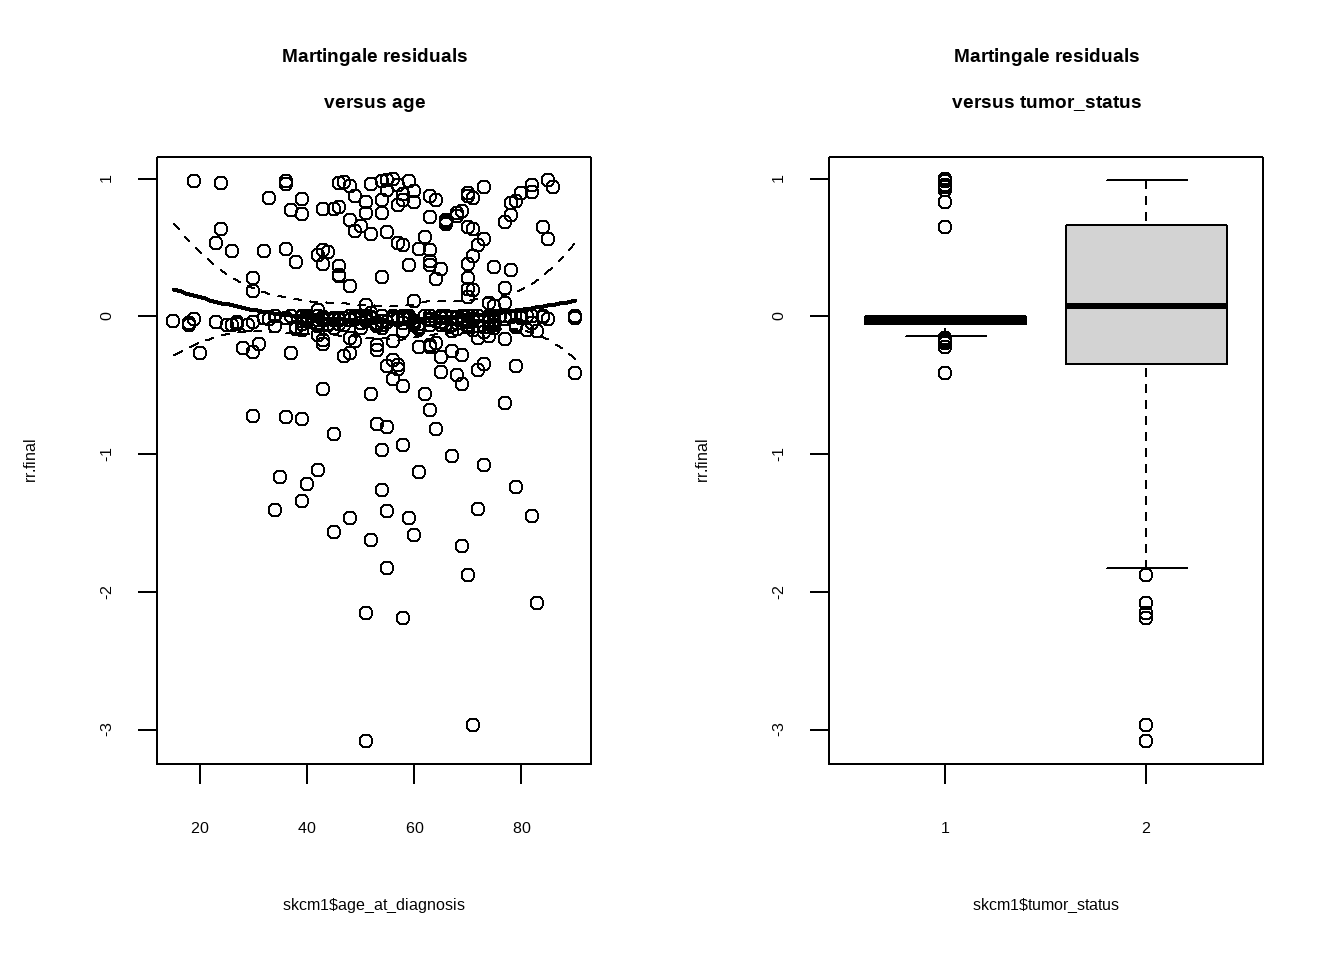 Martingale residuals
versus age
rr.final
1
0
-1
-2
-3
20 40 60 80
skcm1$age_at_diagnosis
Martingale residuals
versus tumor_status
rr.final
1
0
-1
-2
-3
1 2
skcm1$tumor_status